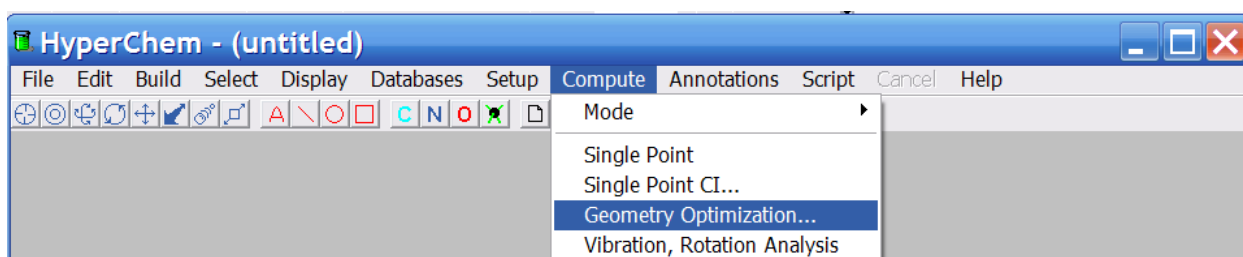 HyperChem - (untitled)
File Edit Build Select Display Databases Setup Compute Annotations Script Cancel Help
A C N O
Mode
Single Point
Single Point CI...
Geometry Optimization...
Vibration, Rotation Analysis